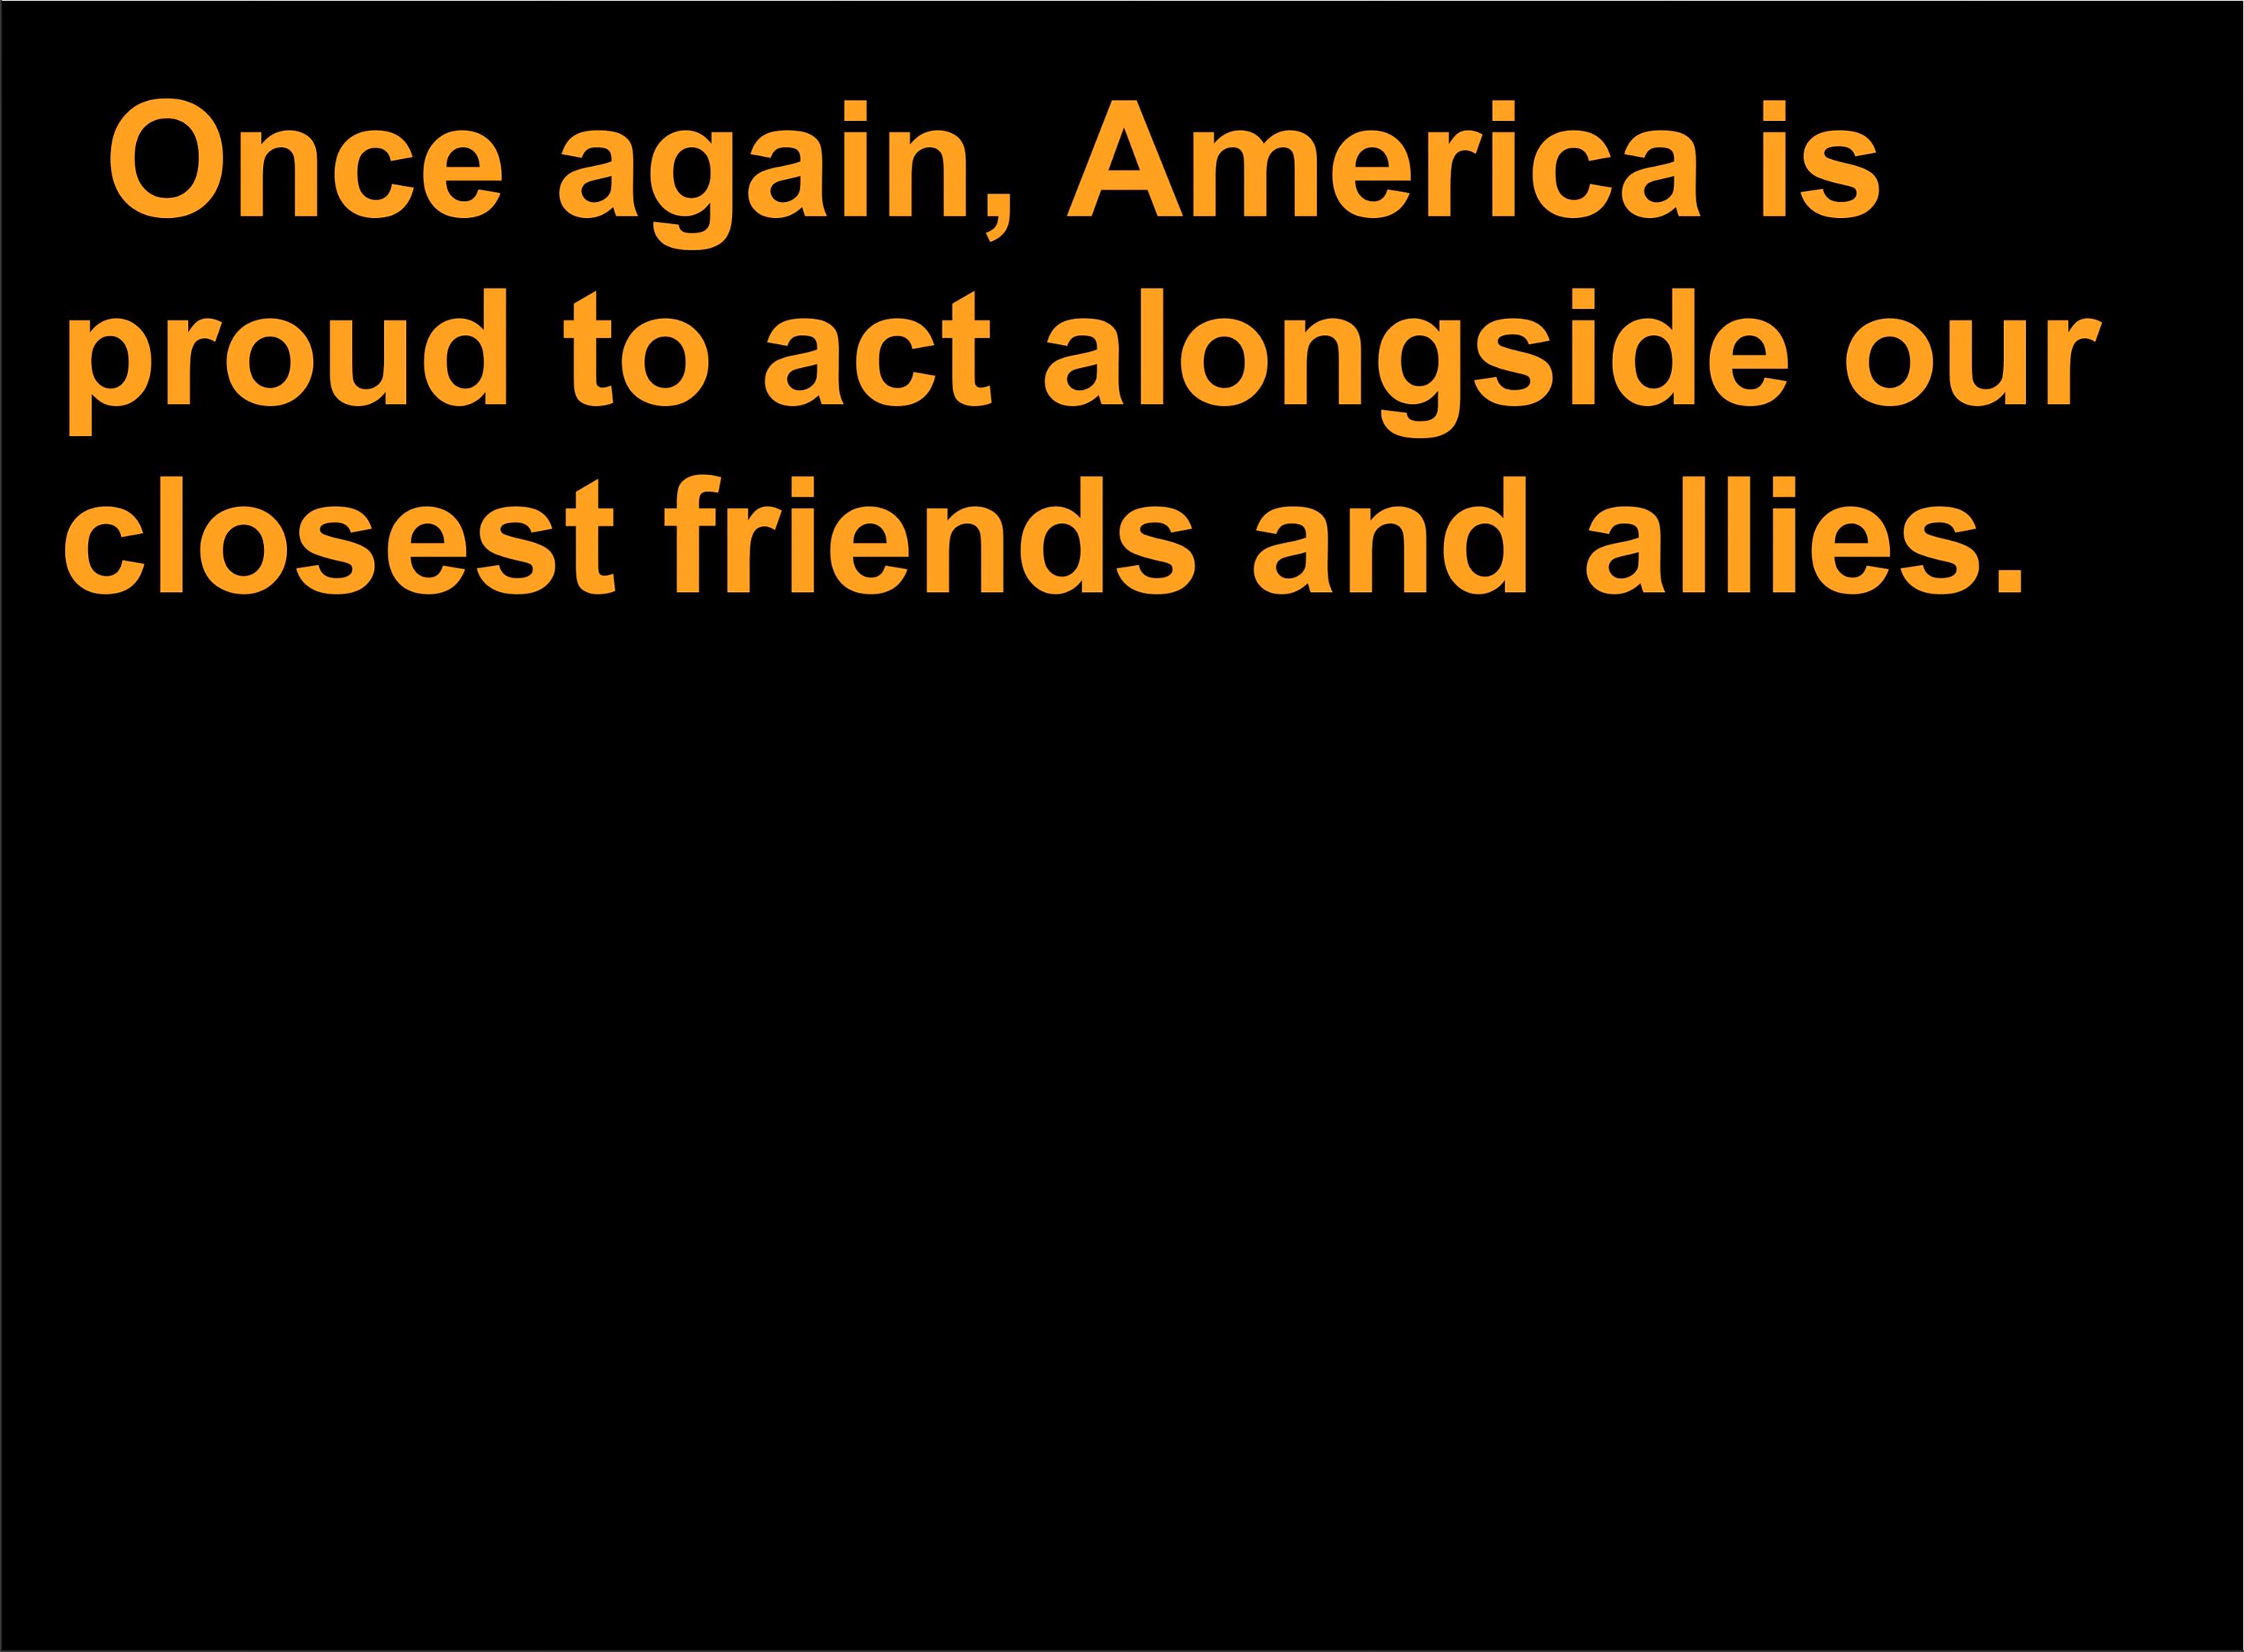 Once again, America is
proud to act alongside our
closest friends and allies.